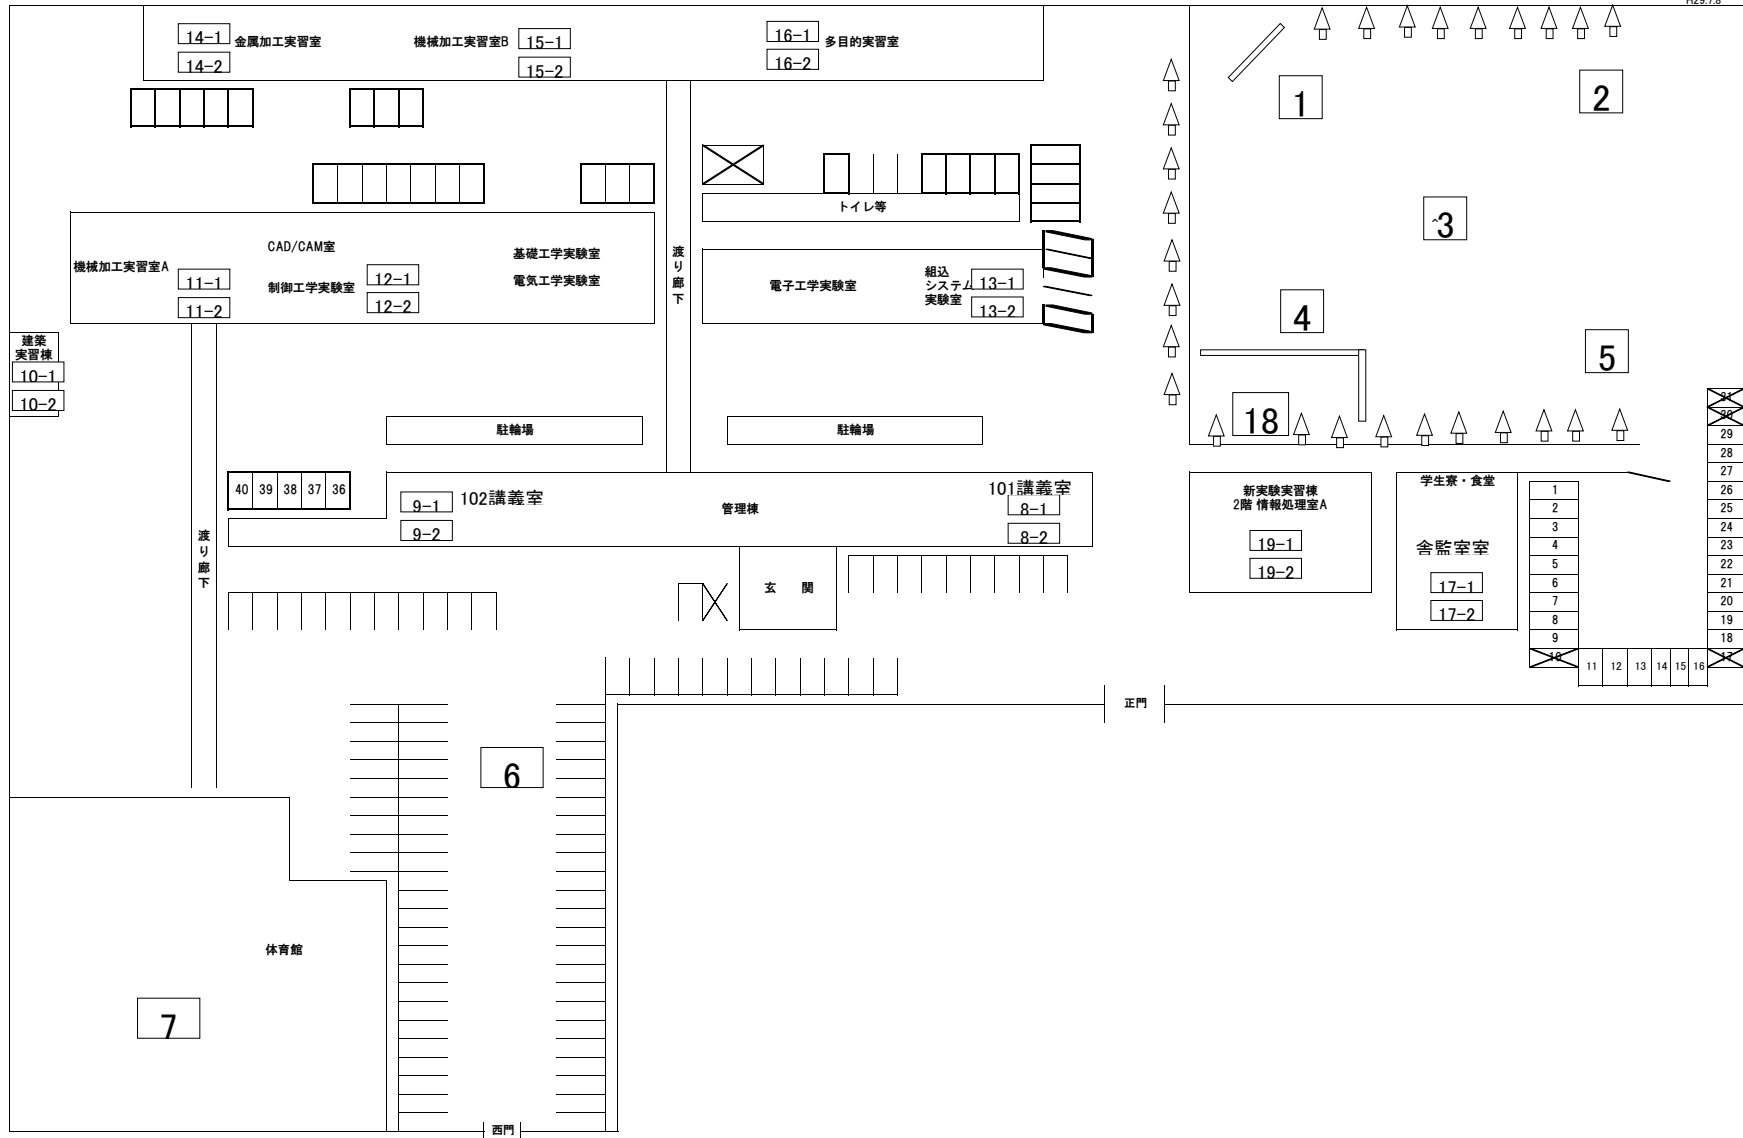 H29.7.8
14-1 金属加工実習室
14-2
機械加工実習室B 15-1
15-2
16-1 多目的実習室
16-2
1
2
3
4
5
18
トイレ等
渡り廊下
機械加工実習室A
11-1
11-2
CAD/CAM室
制御工学実験室
12-1
12-2
基礎工学実験室
電気工学実験室
電子工学実験室
組込
システム
実験室
13-1
13-2
建築
実習棟
10-1
10-2
駐輪場
駐輪場
40 39 38 37 36
9-1 102講義室
9-2
管理棟
101講義室
8-1
8-2
渡り廊下
玄 関
新実験実習棟
2階 情報処理室A
19-1
19-2
学生寮・食堂
舎監室室
17-1
17-2
1
2
3
4
5
6
7
8
9
10
11 12 13 14 15 16
31
30
29
28
27
26
25
24
23
22
21
20
19
18
17
正門
6
体育館
7
西門